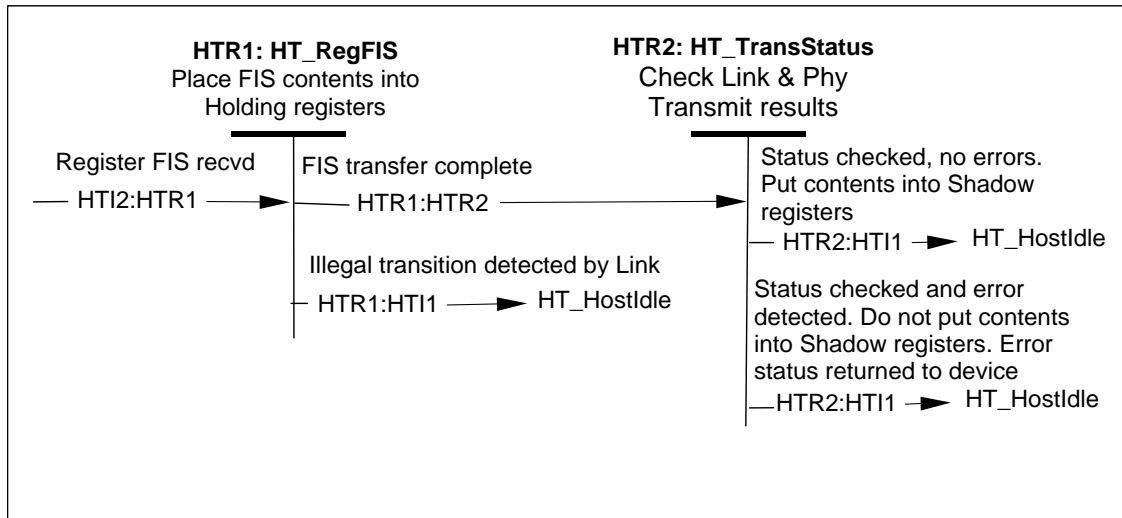 HTR1: HT_RegFIS
Place FIS contents into
Holding registers
HTR2: HT_TransStatus
Check Link & Phy
Transmit results
Register FIS recvd
HTI2:HTR1
FIS transfer complete
HTR1:HTR2
Illegal transition detected by Link
HTR1:HTI1
HT_HostIdle
Status checked, no errors.
Put contents into Shadow
registers
HTR2:HTI1
HT_HostIdle
Status checked and error
detected. Do not put contents
into Shadow registers. Error
status returned to device
HTR2:HTI1
HT_HostIdle